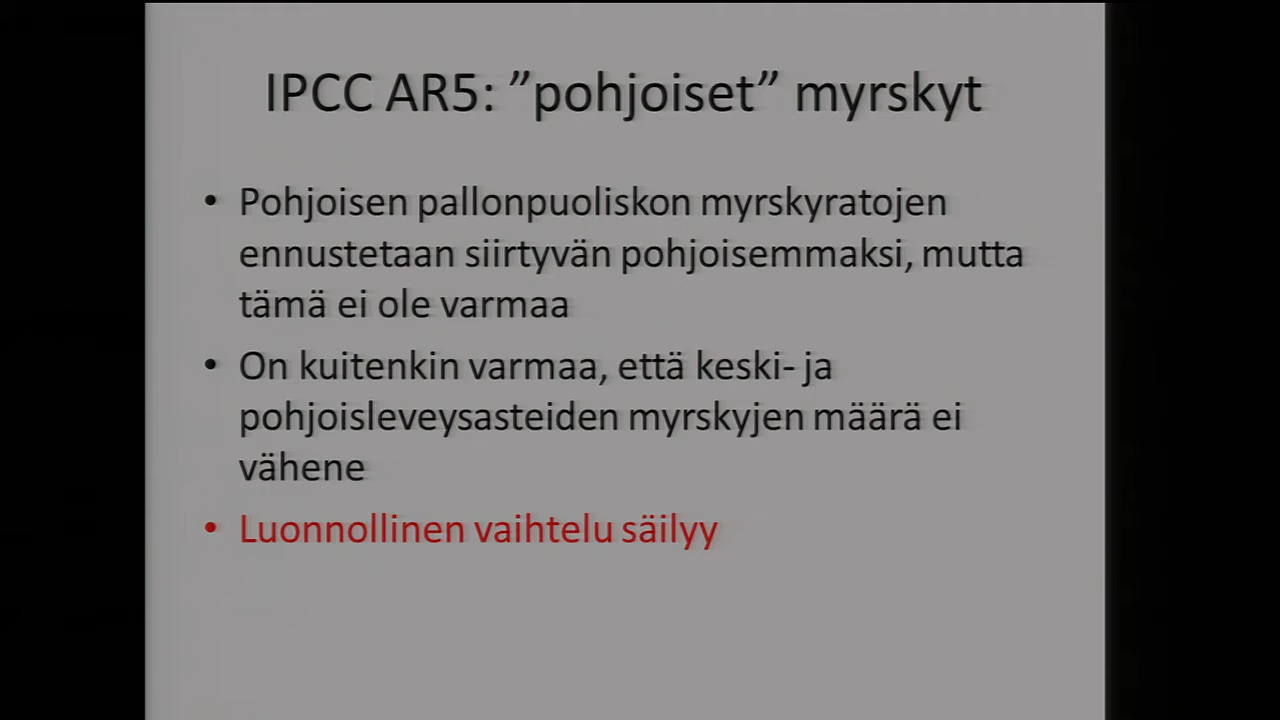 IPCC AR5: ”pohjoiset” myrskyt
• Pohjoisen pallonpuoliskon myrskyratojen
ennustetaan siirtyvän pohjoisemmaksi, mutta
tämä ei ole varmaa
• On kuitenkin varmaa, että keski- ja
pohjoisleveysasteiden myrskyjen määrä ei
vähene
• Luonnollinen vaihtelu säilyy